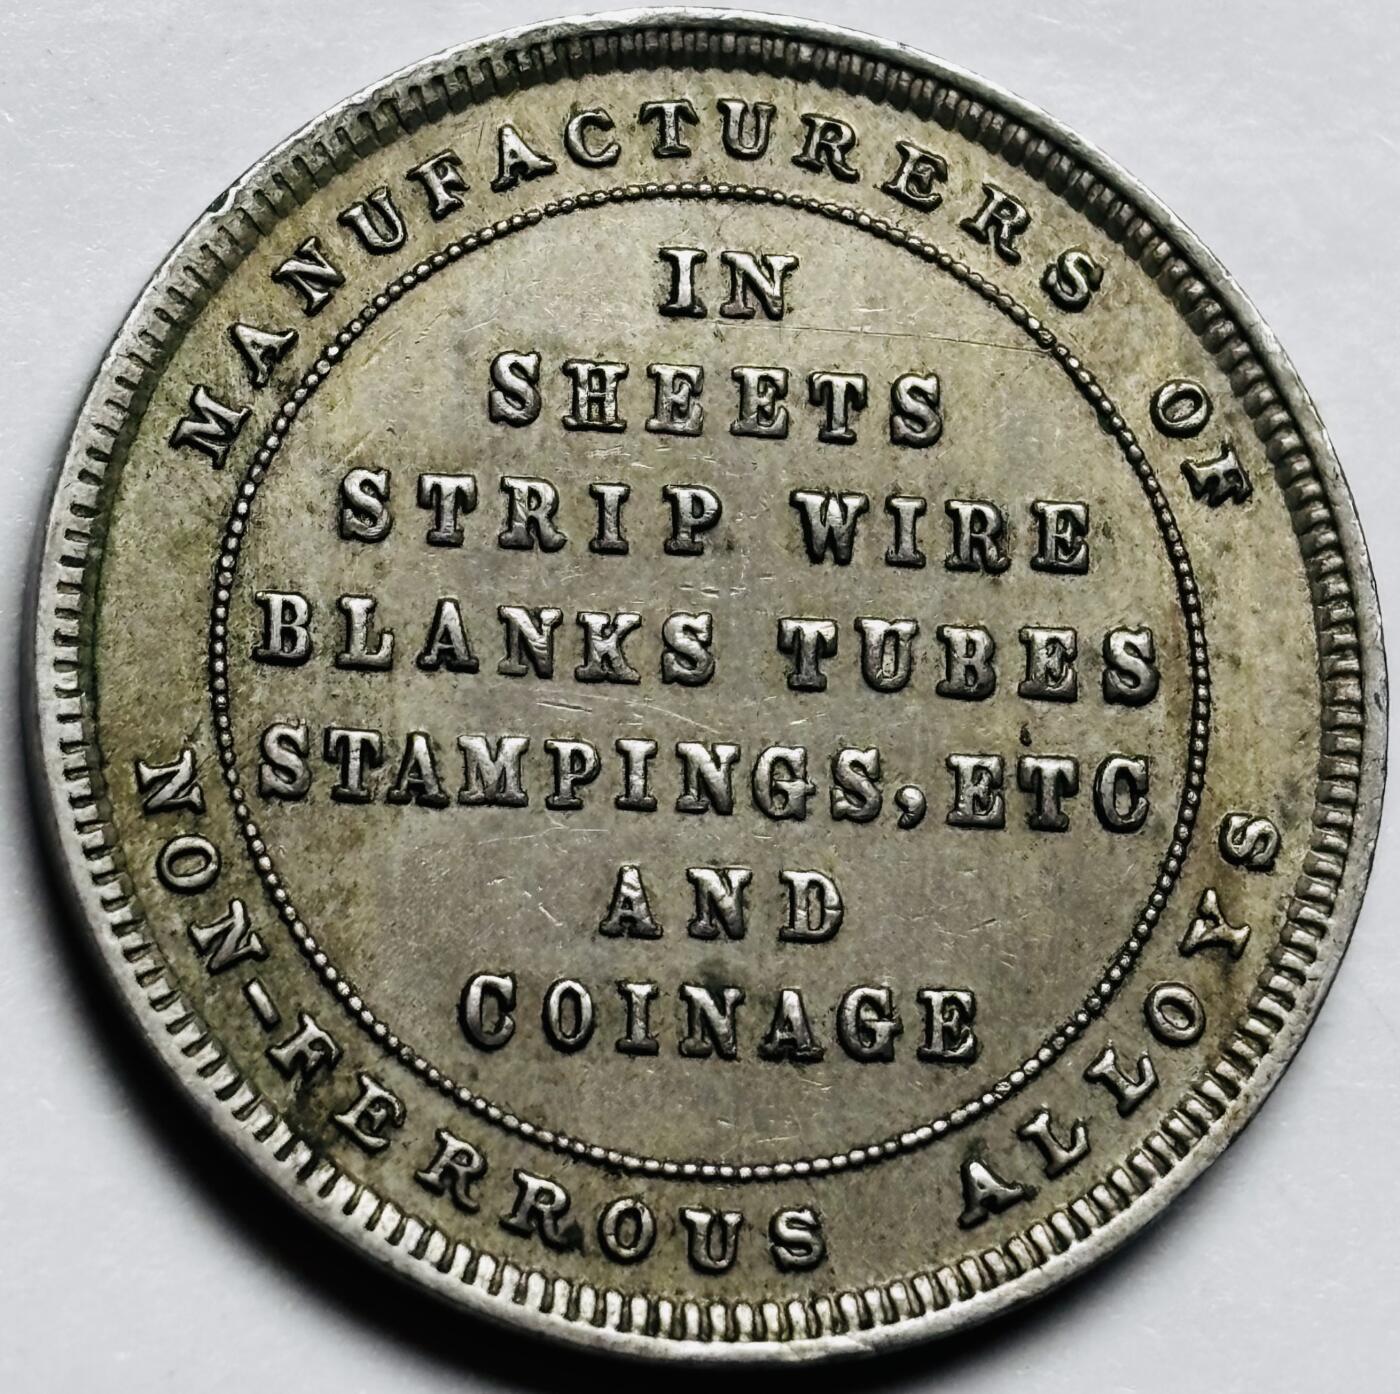 MANUFACTURERS OF
NON-FERROUS ALLOYS
IN
SHEETS
STRIP WIRE
BLANKS TUBES
STAMPINGS, ETC
AND
COINAGE